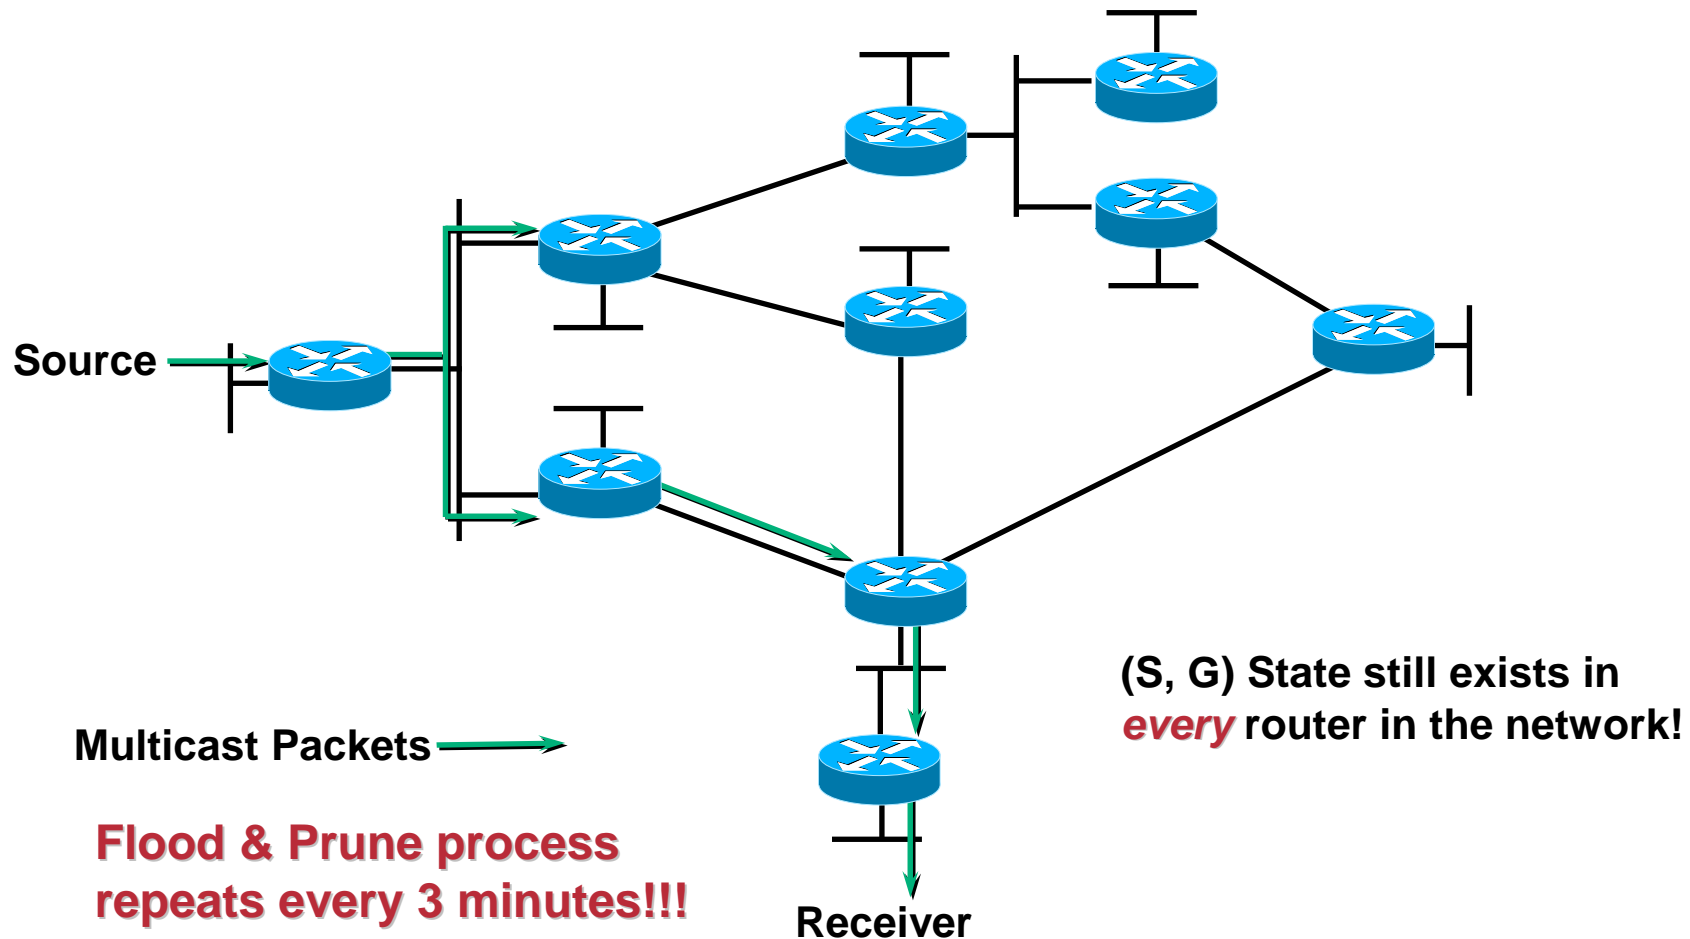 Source
(S, G) State still exists in
every router in the network!
Multicast Packets
Flood & Prune process
repeats every 3 minutes!!!
Receiver